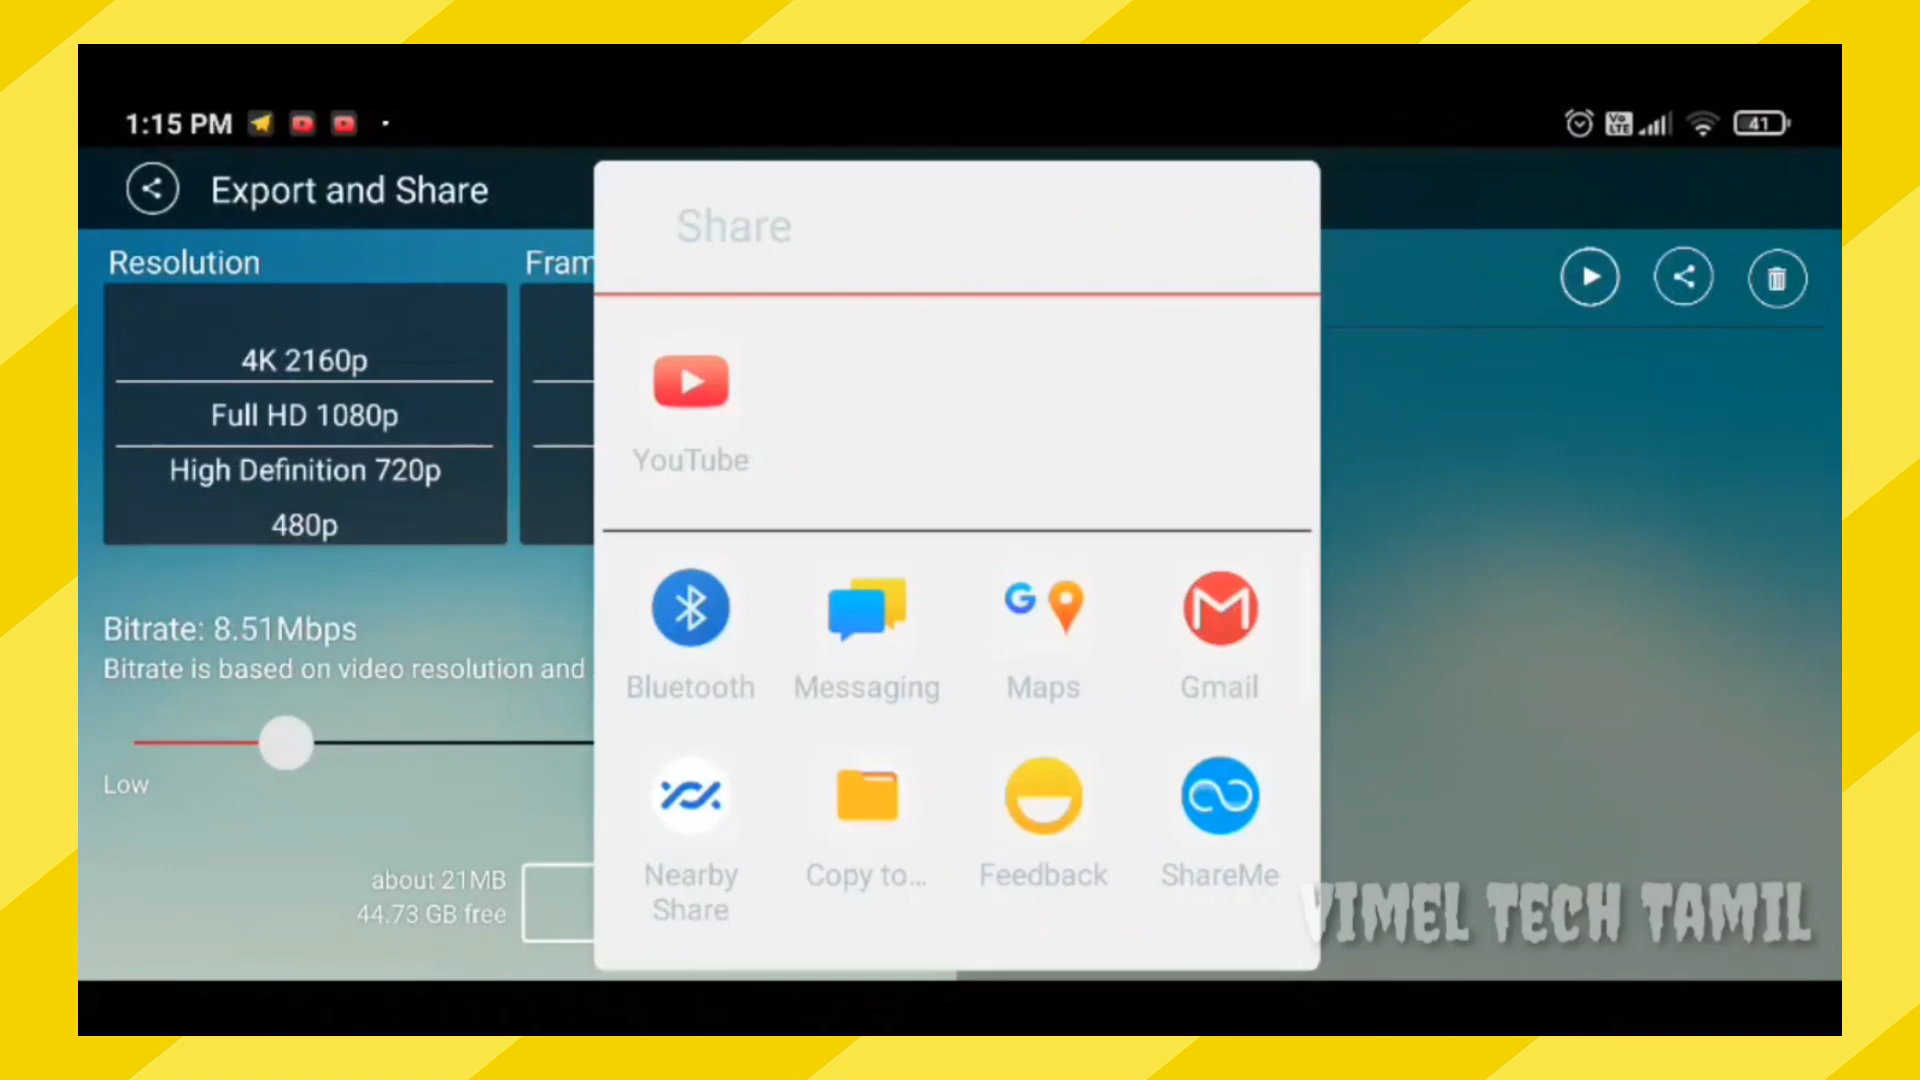 1:15 PM
Vo LTE
41
Export and Share
Share
Resolution
Fram
4K 2160p
Full HD 1080p
High Definition 720p
480p
YouTube
Bitrate: 8.51Mbps
Bitrate is based on video resolution and
Low
Bluetooth
Messaging
Maps
Gmail
about 21MB
44.73 GB free
Nearby
Share
Copy to...
Feedback
ShareMe
VIMEL TECH TAMIL